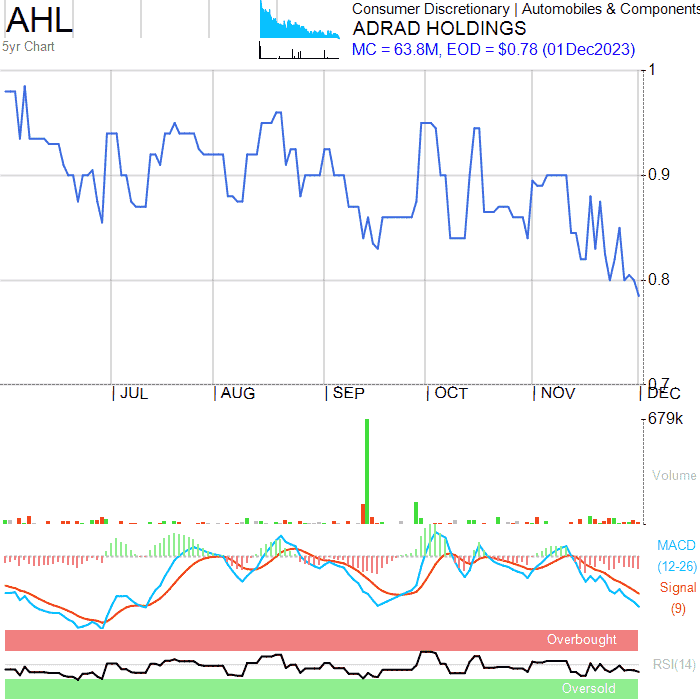 AHL
5yr Chart
Consumer Discretionary | Automobiles & Components
ADRAD HOLDINGS
MC = 63.8M, EOD = $0.78 (01Dec2023)
1
0.9
0.8
0.7
JUL
AUG
SEP
OCT
NOV
DEC
679k
Volume
MACD
(12-26)
Signal
(9)
Overbought
RSI(14)
Oversold